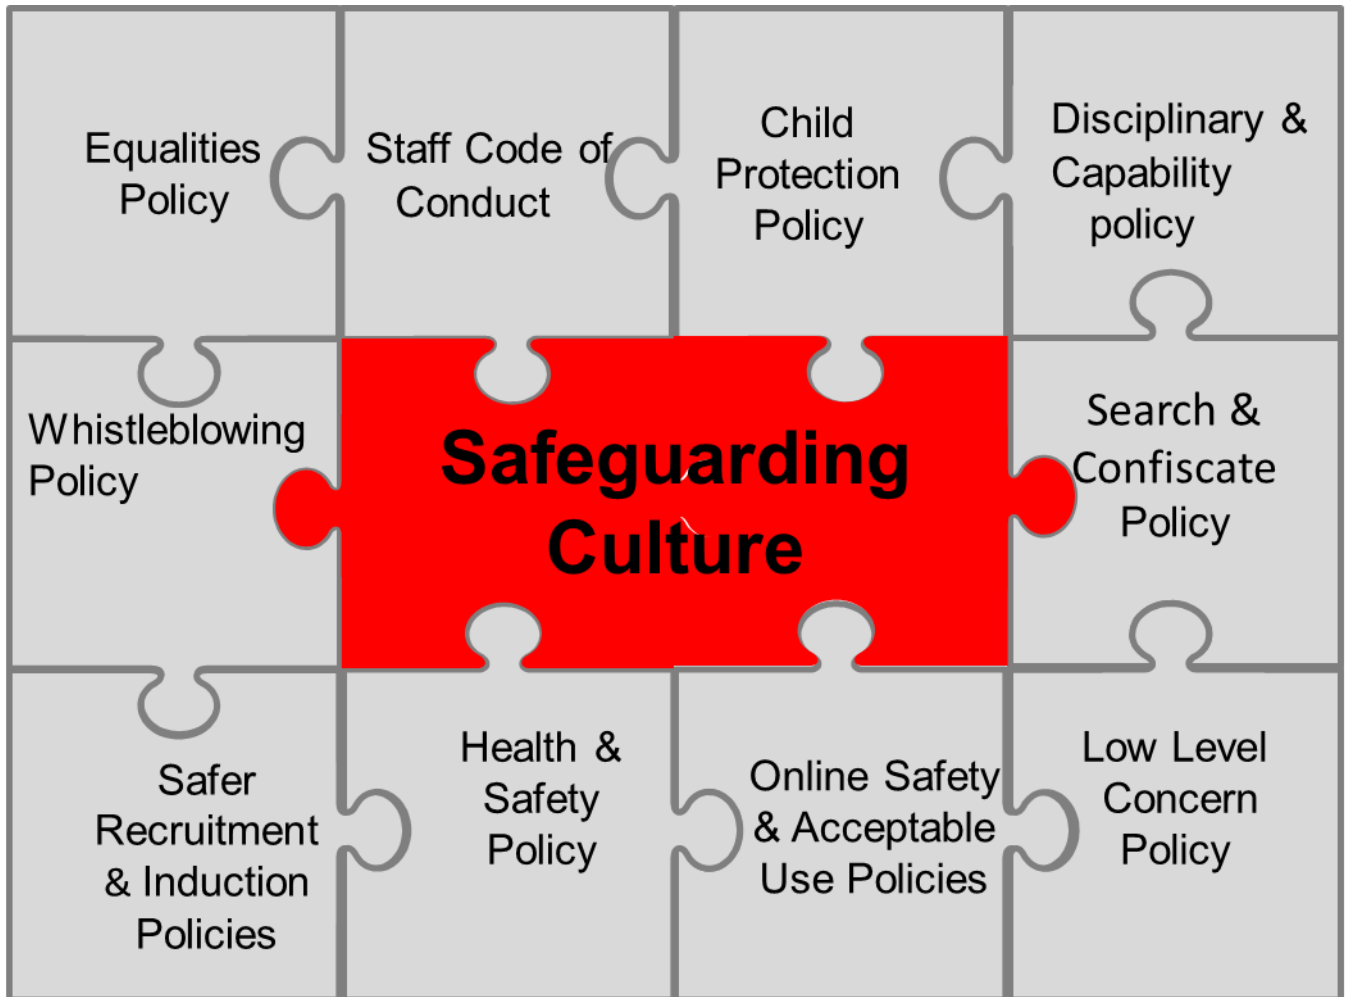 Equalities
Policy
Staff Code of
Conduct
Child
Protection
Policy
Disciplinary &
Capability
policy
Whistleblowing
Policy
Safeguarding
Culture
Search &
Confiscate
Policy
Safer
Recruitment
& Induction
Policies
Health &
Safety
Policy
Online Safety
& Acceptable
Use Policies
Low Level
Concern
Policy